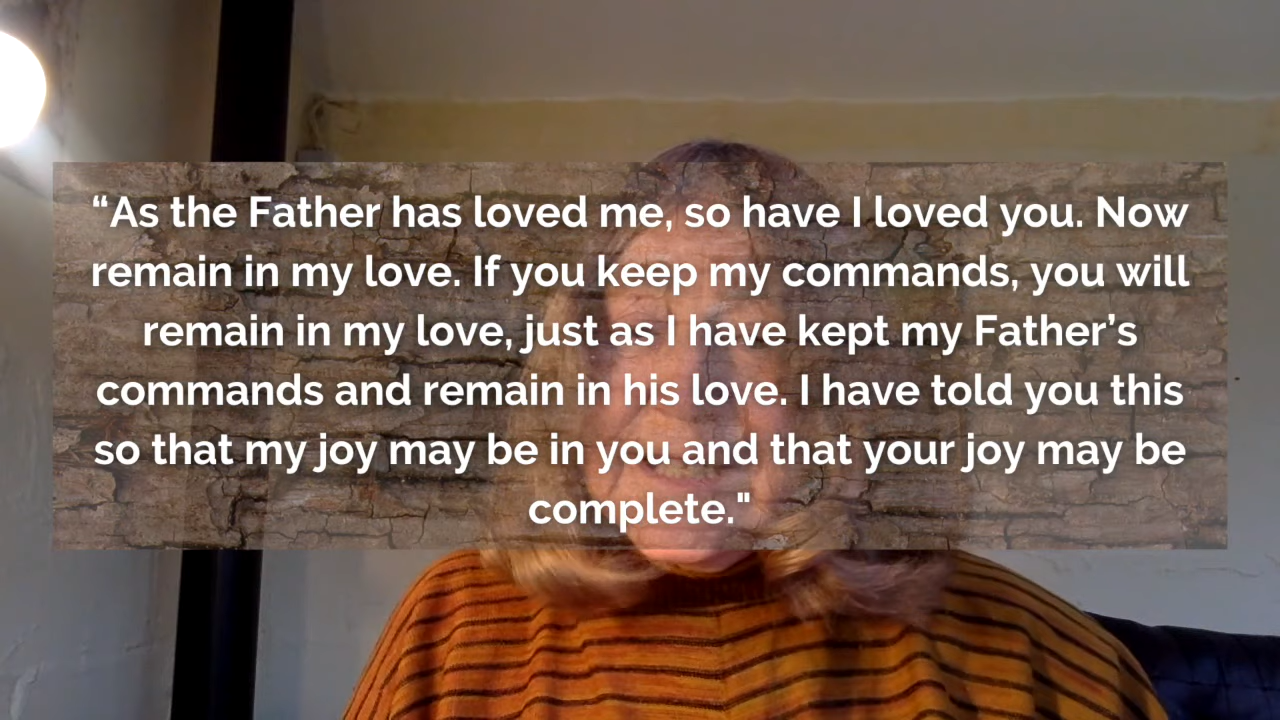 “As the Father has loved me, so have I loved you. Now
remain in my love. If you keep my commands, you will
remain in my love, just as I have kept my Father’s
commands and remain in his love. I have told you this
so that my joy may be in you and that your joy may be
complete."